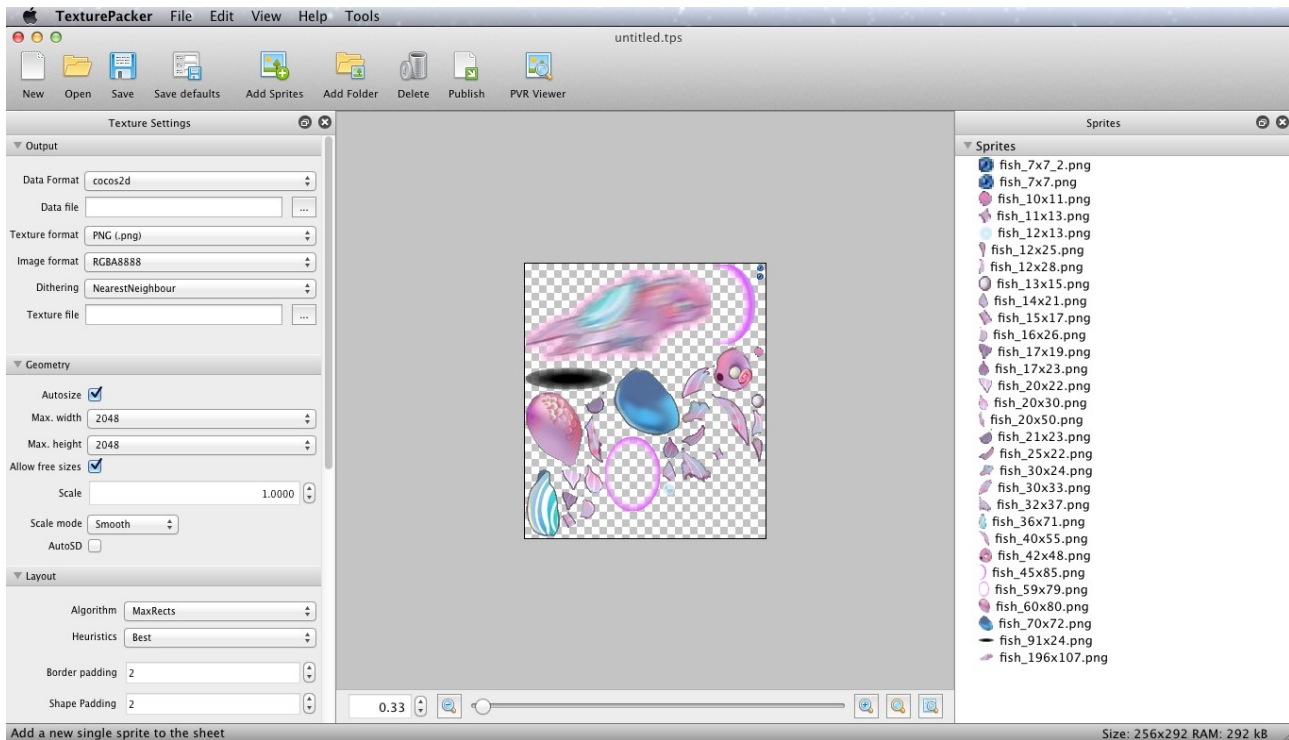 TexturePacker File Edit View Help Tools
untitled.tps
New Open Save Save defaults Add Sprites Add Folder Delete Publish PVR Viewer
Texture Settings
Output
Data Format cocos2d
Data file ...
Texture format PNG (.png)
Image format RGBA8888
Dithering NearestNeighbour
Texture file ...
Geometry
Autosize
Max. width 2048
Max. height 2048
Allow free sizes
Scale 1.0000
Scale mode Smooth
AutoSD
Layout
Algorithm MaxRects
Heuristics Best
Border padding 2
Shape Padding 2
0.33
Sprites
Sprites
fish_7x7_2.png
fish_7x7.png
fish_10x11.png
fish_11x13.png
fish_12x13.png
fish_12x25.png
fish_12x28.png
fish_13x15.png
fish_14x21.png
fish_15x17.png
fish_16x26.png
fish_17x19.png
fish_17x23.png
fish_20x22.png
fish_20x30.png
fish_20x50.png
fish_21x23.png
fish_25x22.png
fish_30x24.png
fish_30x33.png
fish_32x37.png
fish_36x71.png
fish_40x55.png
fish_42x48.png
fish_45x85.png
fish_59x79.png
fish_60x80.png
fish_70x72.png
fish_91x24.png
fish_196x107.png
Add a new single sprite to the sheet
Size: 256x292 RAM: 292 kB